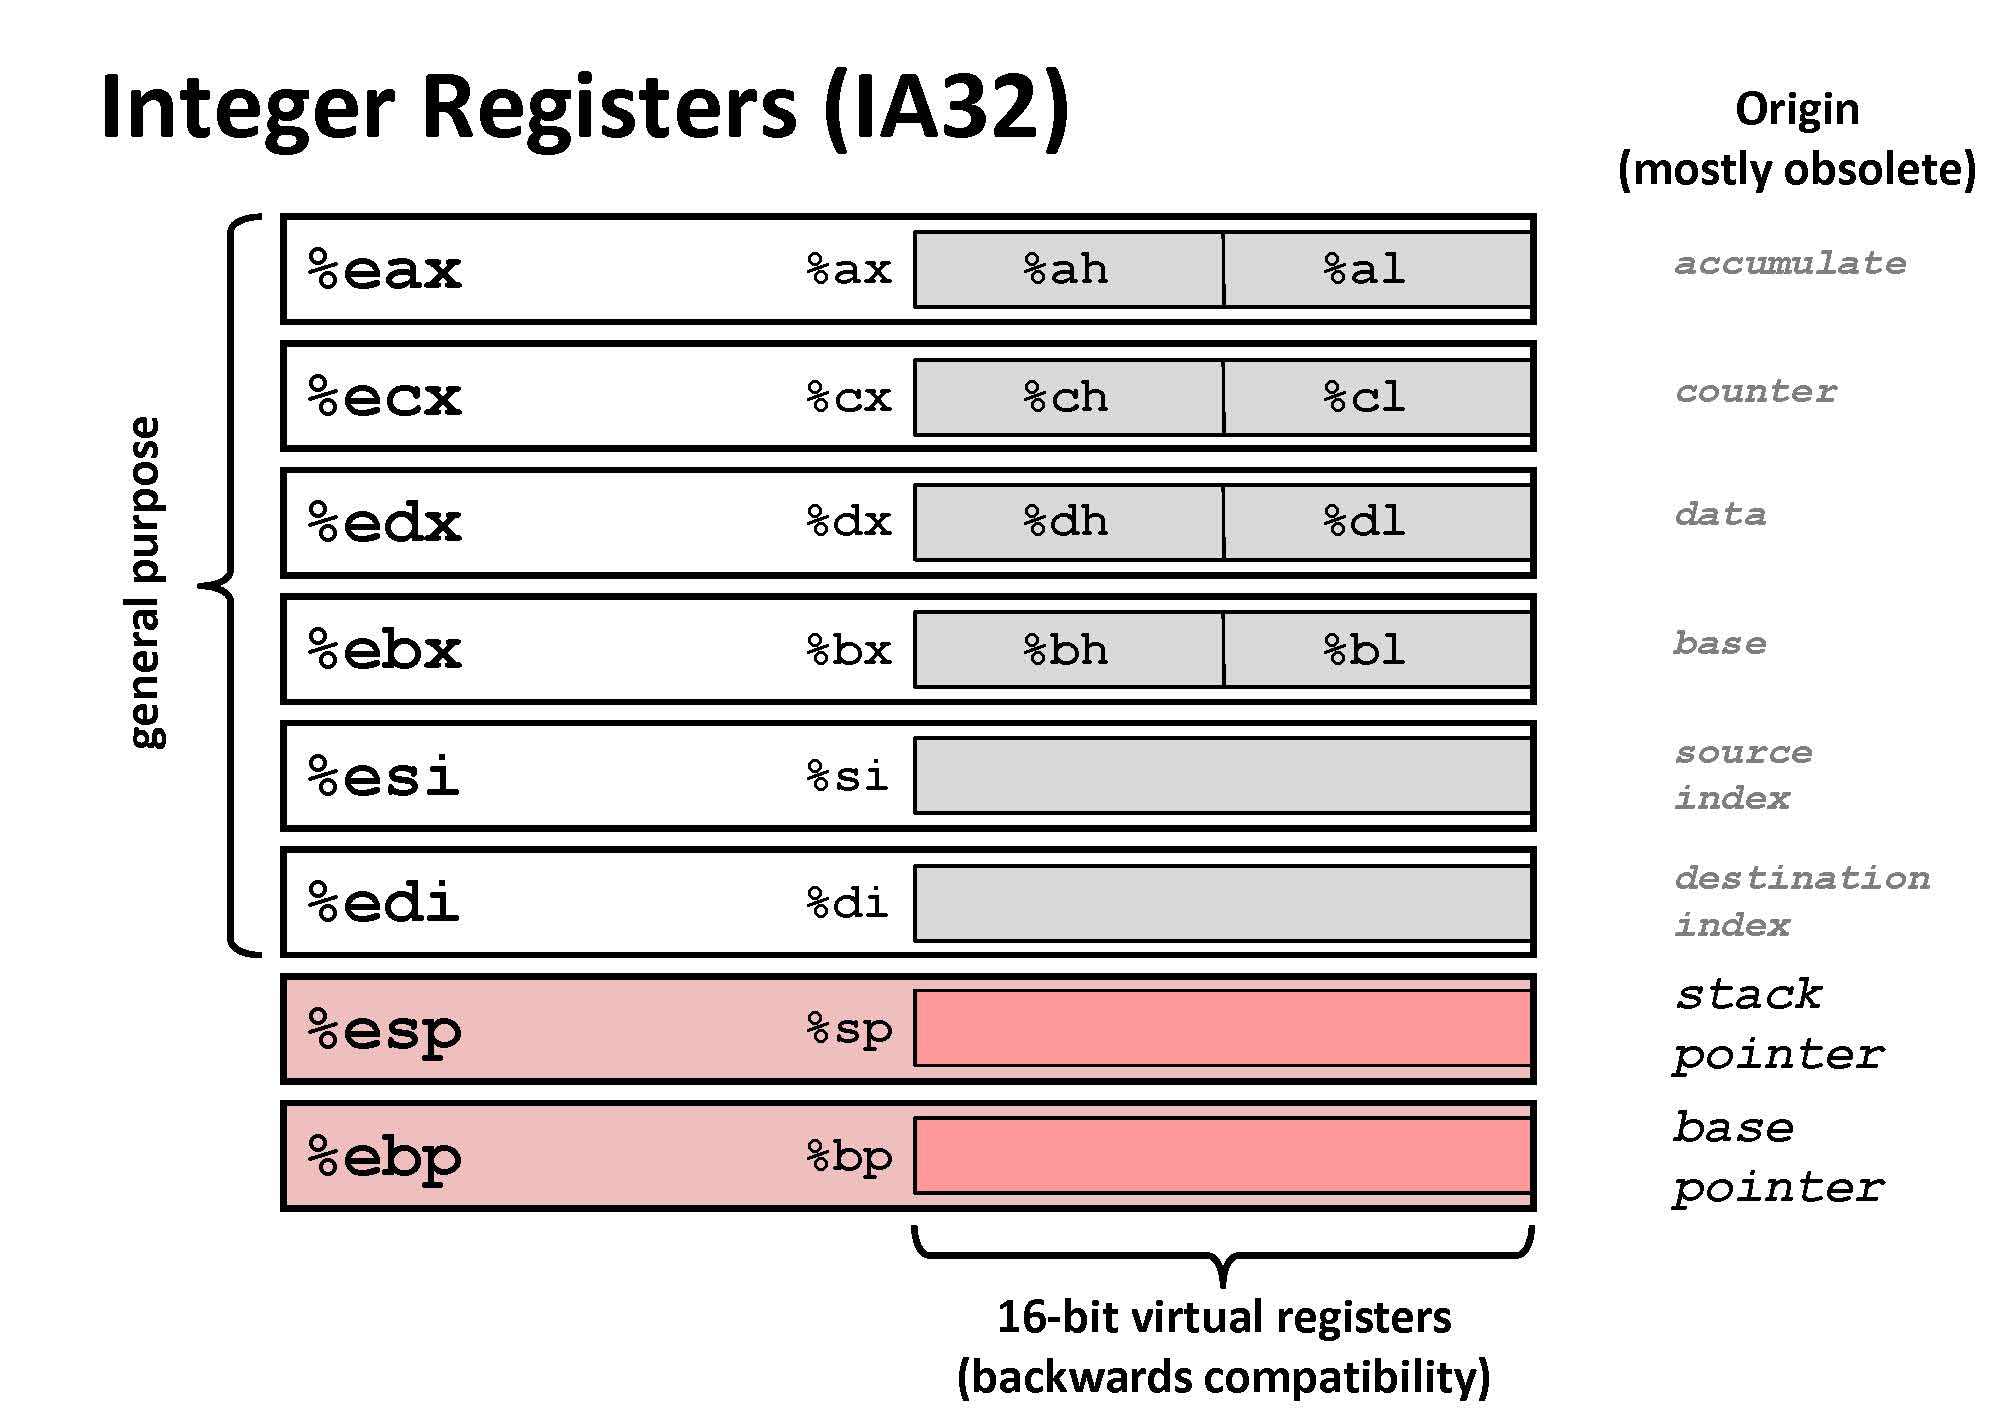 Integer Registers (IA32)
Origin
(mostly obsolete)
general purpose
%eax %ax %ah %al accumulate
%ecx %cx %ch %cl counter
%edx %dx %dh %dl data
%ebx %bx %bh %bl base
%esi %si source
index
%edi %di destination
index
%esp %sp stack
pointer
%ebp %bp base
pointer
16-bit virtual registers
(backwards compatibility)